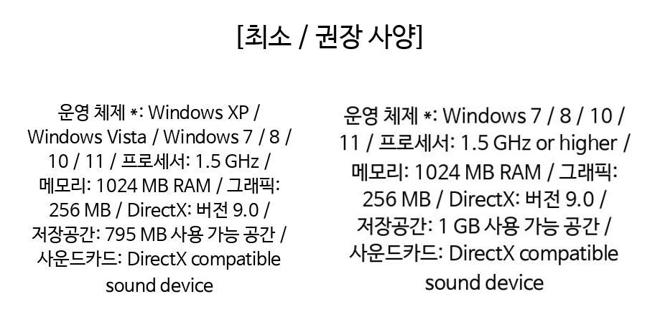 [최소 / 권장 사양]
운영 체제 *: Windows XP /
Windows Vista / Windows 7 / 8 /
10 / 11 / 프로세서: 1.5 GHz /
메모리: 1024 MB RAM / 그래픽:
256 MB / DirectX: 버전 9.0 /
저장공간: 795 MB 사용 가능 공간 /
사운드카드: DirectX compatible
sound device
운영 체제 *: Windows 7 / 8 / 10 /
11 / 프로세서: 1.5 GHz or higher /
메모리: 1024 MB RAM / 그래픽:
256 MB / DirectX: 버전 9.0 /
저장공간: 1 GB 사용 가능 공간 /
사운드카드: DirectX compatible
sound device